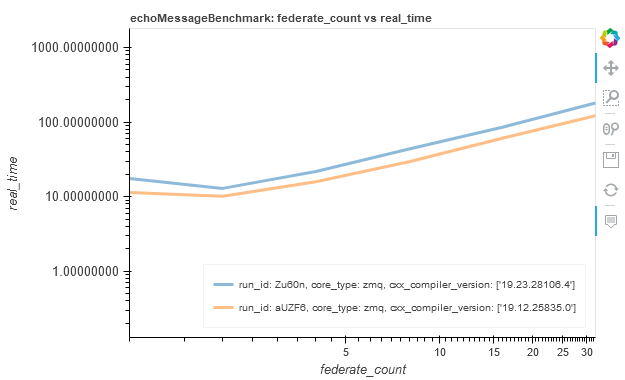 echoMessageBenchmark: federate_count vs real_time
1000.00000000
100.00000000
10.00000000
1.00000000
real_time
run_id: Zu60n, core_type: zmq, cxx_compiler_version: ['19.23.28106.4']
run_id: aUZF6, core_type: zmq, cxx_compiler_version: ['19.12.25835.0']
5 10 15 20 25 30
federate_count